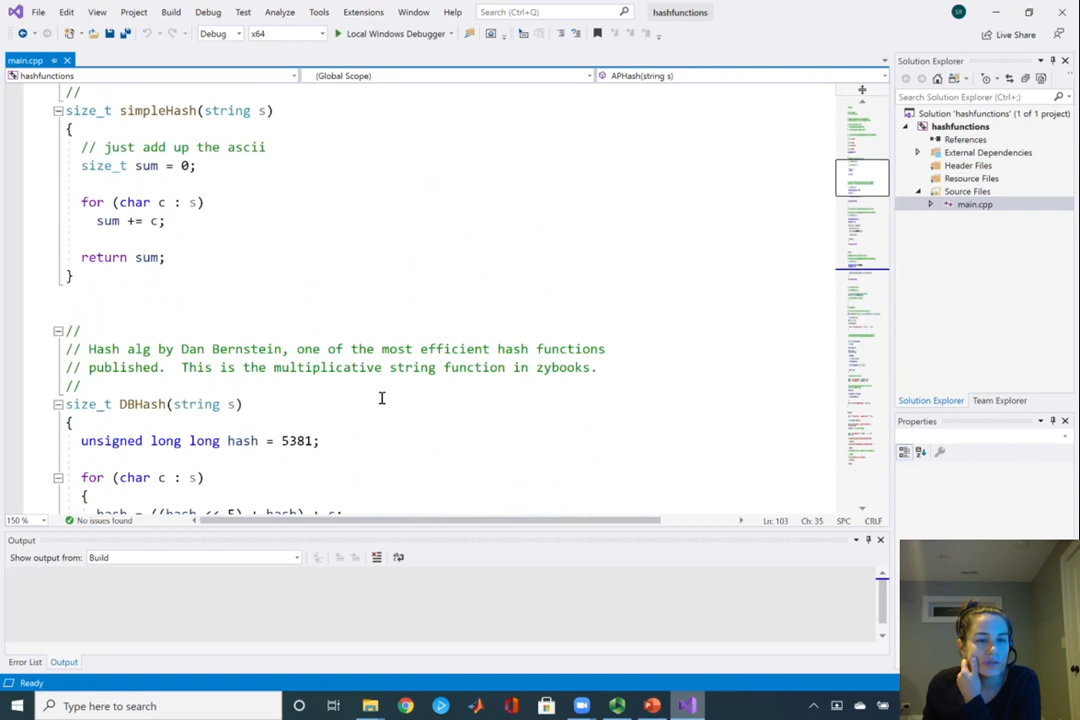 File Edit View Project Build Debug Test Analyze Tools Extensions Window Help Search (Ctrl+Q) hashfunctions SK
Debug x64 Local Windows Debugger Live Share
main.cpp
hashfunctions (Global Scope) APHash(string s)
//
size_t simpleHash(string s)
{
// just add up the ascii
size_t sum = 0;
for (char c : s)
sum += c;
return sum;
}
//
// Hash alg by Dan Bernstein, one of the most efficient hash functions
// published.  This is the multiplicative string function in zybooks.
//
size_t DBHash(string s)
{
unsigned long long hash = 5381;
for (char c : s)
{
hash = ((hash << 5) + hash) + c;
150 % No issues found Ln: 103 Ch: 35 SPC CRLF
Output
Show output from: Build
Error List Output
Ready
Solution Explorer
Search Solution Explorer (Ctrl+;)
Solution 'hashfunctions' (1 of 1 project)
hashfunctions
References
External Dependencies
Header Files
Resource Files
Source Files
main.cpp
Solution Explorer Team Explorer
Properties
Type here to search